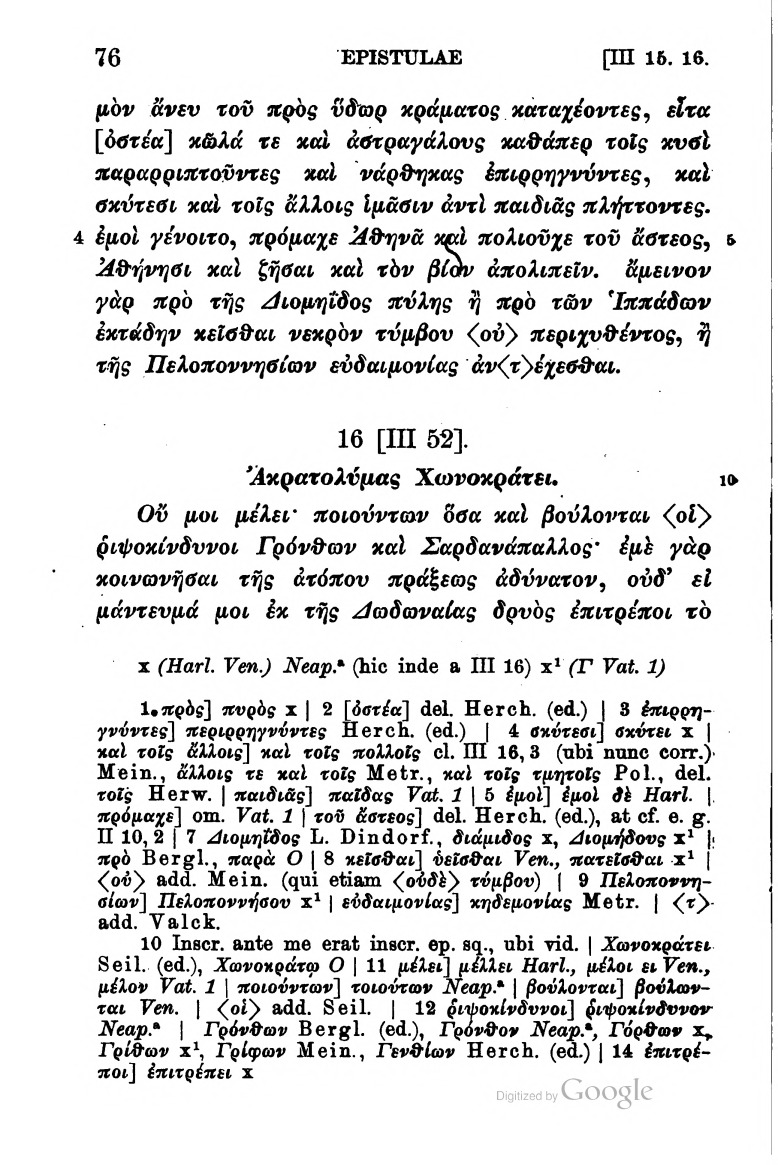 76 EPISTULAE [III 15. 16.
μὸν ἄνευ τοῦ πρὸς ὕδωρ κράματος καταχέοντες, εἶτα
[ὀστέα] κῶλά τε καὶ ἀστραγάλους καθάπερ τοῖς κυσὶ
παραρριπτοῦντες καὶ νάρθηκας ἐπιρρηγνύντες, καὶ
σκύτεσι καὶ τοῖς ἄλλοις ἱμᾶσιν ἀντὶ παιδιᾶς πλήττοντες.
4 ἐμοὶ γένοιτο, πρόμαχε Ἀθηνᾶ καὶ πολιοῦχε τοῦ ἄστεος, 5
Ἀθήνησι καὶ ζῆσαι καὶ τὸν βίον ἀπολιπεῖν. ἄμεινον
γὰρ πρὸ τῆς Διομηΐδος πύλης ἢ πρὸ τῶν Ἱππάδων
ἐκτάδην κεῖσθαι νεκρὸν τύμβου ⟨οὐ⟩ περιχυθέντος, ἢ
τῆς Πελοποννησίων εὐδαιμονίας ἀν⟨τ⟩έχεσθαι.
16 [III 52].
Ἀκρατολύμας Χωνοκράτει. 10
Οὔ μοι μέλει· ποιούντων ὅσα καὶ βούλονται ⟨οἱ⟩
ῥιψοκίνδυνοι Γρόνθων καὶ Σαρδανάπαλλος· ἐμὲ γὰρ
κοινωνῆσαι τῆς ἀτόπου πράξεως ἀδύνατον, οὐδ’ εἰ
μάντευμά μοι ἐκ τῆς Δωδωναίας δρυὸς ἐπιτρέποι τὸ
x (Harl. Ven.) Neap.ᵃ (hic inde a III 16) x¹ (Γ Vat. 1)
1. πρὸς] πυρὸς x | 2 [ὀστέα] del. Herch. (ed.) | 3 ἐπιρρη-
γνύντες] περιρρηγνύντες Herch. (ed.) | 4 σκύτεσι] σκύτει x |
καὶ τοῖς ἄλλοις] καὶ τοῖς πολλοῖς cl. III 16, 3 (ubi nunc corr.)
Mein., ἄλλοις τε καὶ τοῖς Metr., καὶ τοῖς τμητοῖς Pol., del.
τοῖς Herw. | παιδιᾶς] παῖδας Vat. 1 | 5 ἐμοὶ] ἐμοὶ δὲ Harl. |
πρόμαχε] om. Vat. 1 | τοῦ ἄστεος] del. Herch. (ed.), at cf. e. g.
II 10, 2 | 7 Διομηΐδος L. Dindorf., διάμιδος x, Διομήδους x¹ |
πρὸ Bergl., παρὰ O | 8 κεῖσθαι] ὑεῖσθαι Ven., πατεῖσθαι x¹ |
⟨οὐ⟩ add. Mein. (qui etiam ⟨οὐδὲ⟩ τύμβου) | 9 Πελοποννη-
σίων] Πελοποννήσου x¹ | εὐδαιμονίας] κηδεμονίας Metr. | ⟨τ⟩
add. Valck.
10 Inscr. ante me erat inscr. ep. sq., ubi vid. | Χωνοκράτει
Seil. (ed.), Χωνοκράτῳ O | 11 μέλει] μέλλει Harl., μέλοι ει Ven.,
μέλον Vat. 1 | ποιούντων] τοιούτων Neap.ᵃ | βούλονται] βούλων-
ται Ven. | ⟨οἱ⟩ add. Seil. | 12 ῥιψοκίνδυνοι] ῥιψοκίνδυνον
Neap.ᵃ | Γρόνθων Bergl. (ed.), Γρόνθον Neap.ᵃ, Γόρθων x,
Γρίθων x¹, Γρίφων Mein., Γενθίων Herch. (ed.) | 14 ἐπιτρέ-
ποι] ἐπιτρέπει x
Digitized by Google